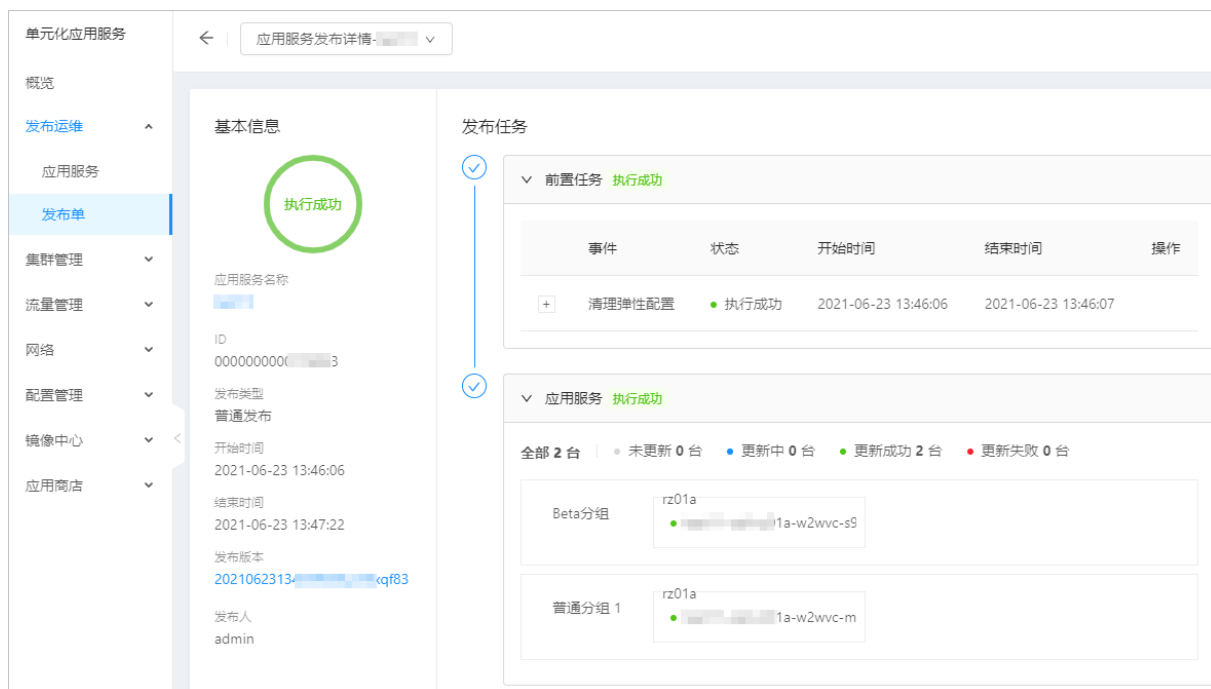 单元化应用服务
概览
发布运维
应用服务
发布单
集群管理
流量管理
网络
配置管理
镜像中心
应用商店
应用服务发布详情-
基本信息
执行成功
应用服务名称
ID
0000000000 3
发布类型
普通发布
开始时间
2021-06-23 13:46:06
结束时间
2021-06-23 13:47:22
发布版本
2021062313 qf83
发布人
admin
发布任务
前置任务 执行成功
事件 状态 开始时间 结束时间 操作
清理弹性配置 执行成功 2021-06-23 13:46:06 2021-06-23 13:46:07
应用服务 执行成功
全部 2 台 未更新 0 台 更新中 0 台 更新成功 2 台 更新失败 0 台
Beta分组
rz01a
1a-w2wvc-s9
普通分组 1
rz01a
1a-w2wvc-m